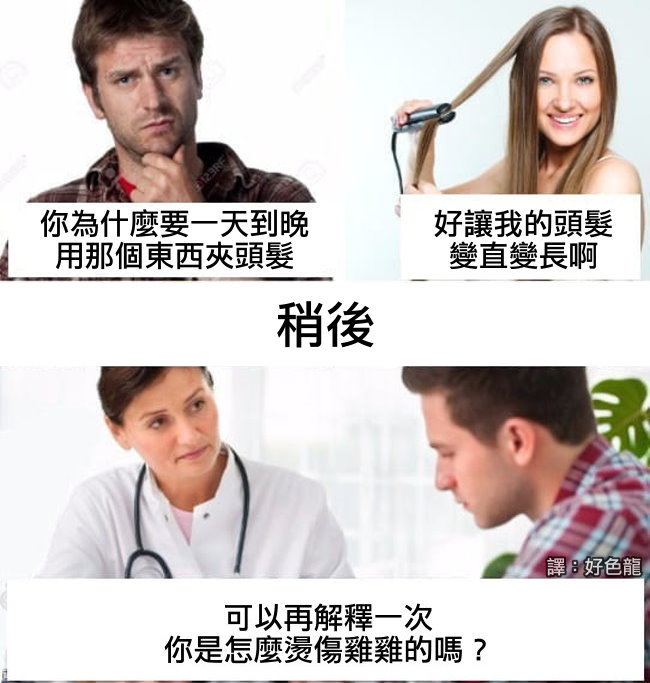 你為什麼要一天到晚
用那個東西夾頭髮
好讓我的頭髮
變直變長啊
稍後
譯：好色龍
可以再解釋一次
你是怎麼燙傷雞雞的嗎？